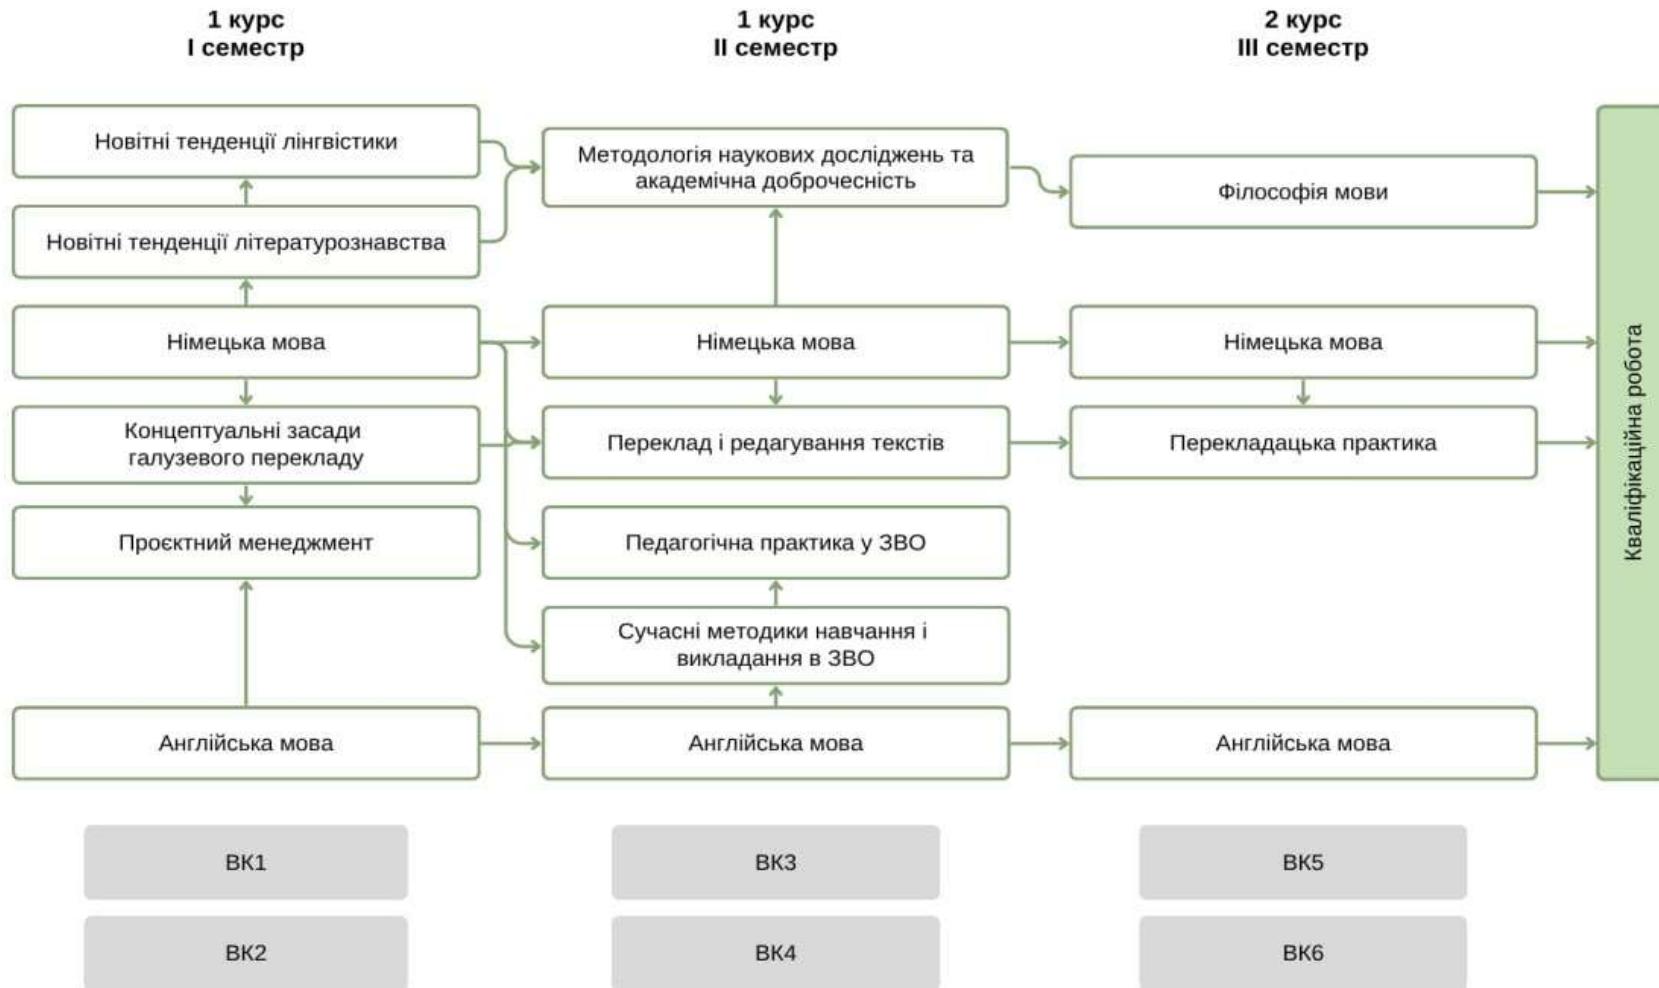 1 курс
І семестр
1 курс
ІІ семестр
2 курс
ІІІ семестр
Новітні тенденції лінгвістики
Новітні тенденції літературознавства
Німецька мова
Концептуальні засади
галузевого перекладу
Проєктний менеджмент
Англійська мова
Методологія наукових досліджень та
академічна доброчесність
Німецька мова
Переклад і редагування текстів
Педагогічна практика у ЗВО
Сучасні методики навчання і
викладання в ЗВО
Англійська мова
Філософія мови
Німецька мова
Перекладацька практика
Англійська мова
Кваліфікаційна робота
ВК1
ВК2
ВК3
ВК4
ВК5
ВК6